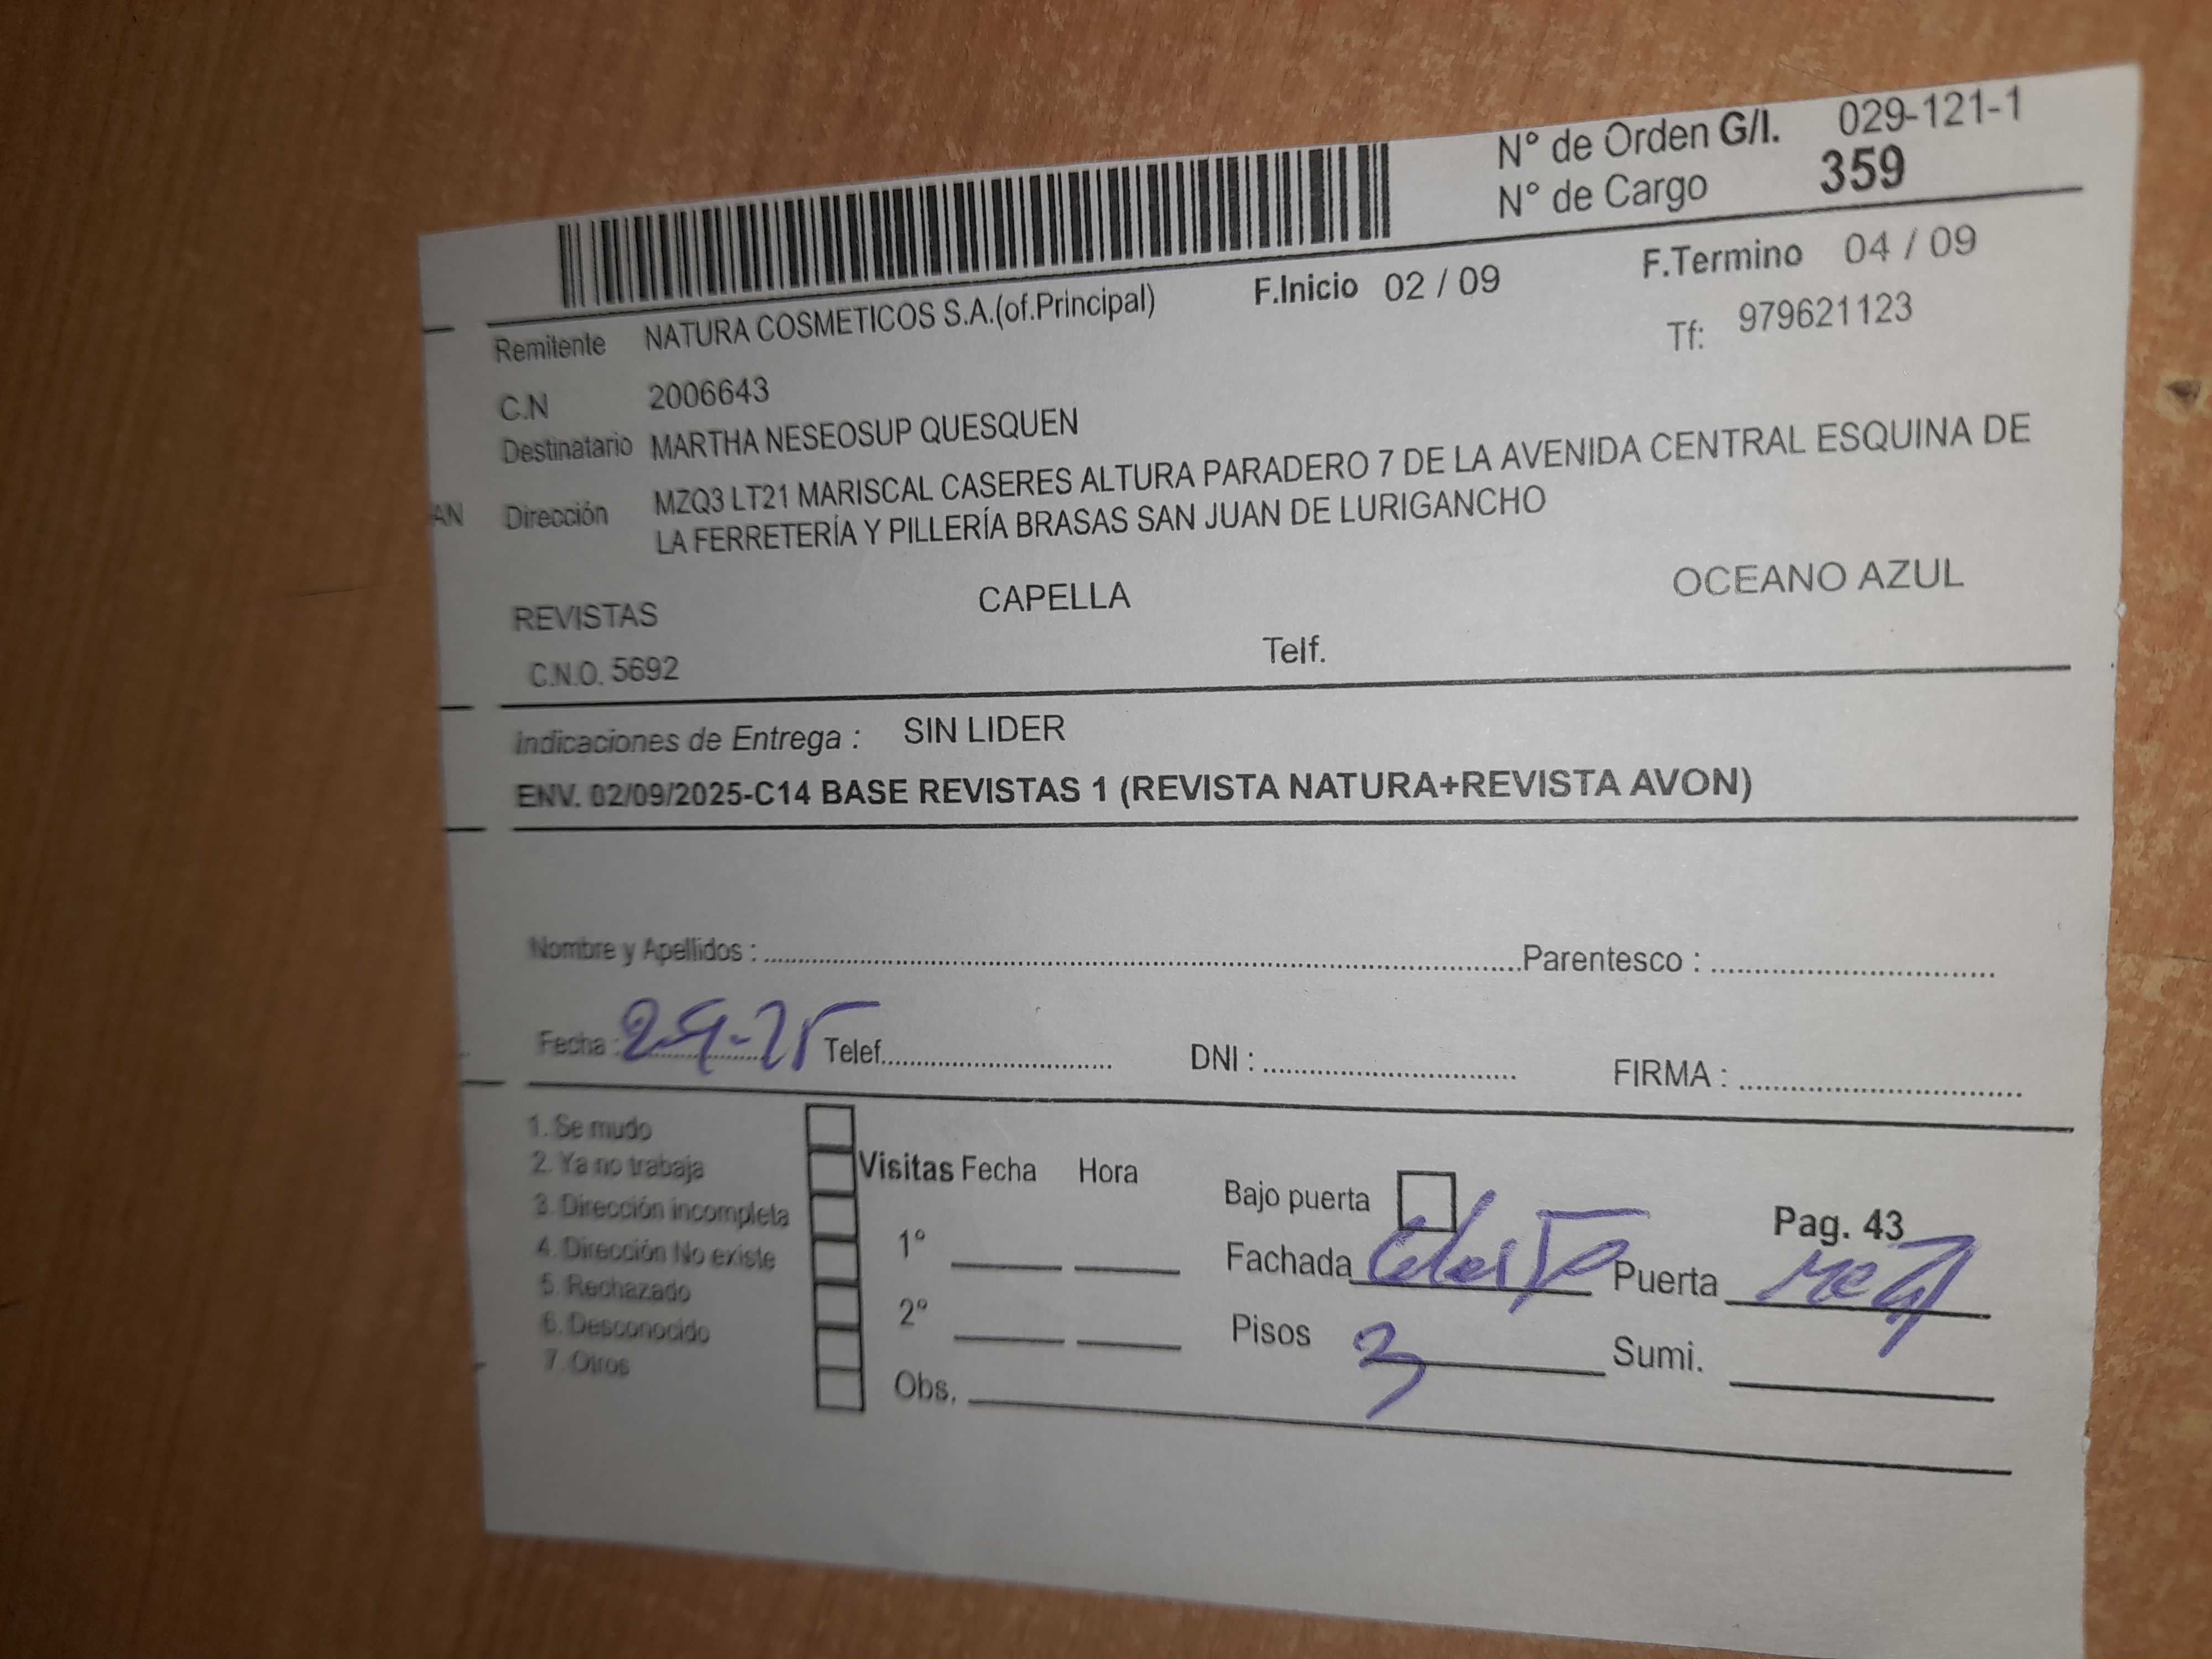 N° de Orden G/I. 029-121-1
N° de Cargo 359
F.Inicio 02 / 09 F.Termino 04 / 09
Remitente NATURA COSMETICOS S.A.(of.Principal) Tf: 979621123
C.N 2006643
Destinatario MARTHA NESEOSUP QUESQUEN
AN Dirección MZQ3 LT21 MARISCAL CASERES ALTURA PARADERO 7 DE LA AVENIDA CENTRAL ESQUINA DE
LA FERRETERÍA Y PILLERÍA BRASAS SAN JUAN DE LURIGANCHO
REVISTAS CAPELLA OCEANO AZUL
C.N.O. 5692 Telf.
Indicaciones de Entrega : SIN LIDER
ENV. 02/09/2025-C14 BASE REVISTAS 1 (REVISTA NATURA+REVISTA AVON)
Nombre y Apellidos : Parentesco :
Fecha : 2-9-25 Telef. DNI : FIRMA :
1. Se mudo
2. Ya no trabaja
3. Dirección incompleta
4. Dirección No existe
5. Rechazado
6. Desconocido
7. Otros
Visitas Fecha Hora
1°
2°
Obs.
Bajo puerta Pag. 43
Fachada Celeste Puerta
Pisos 3 Sumi.